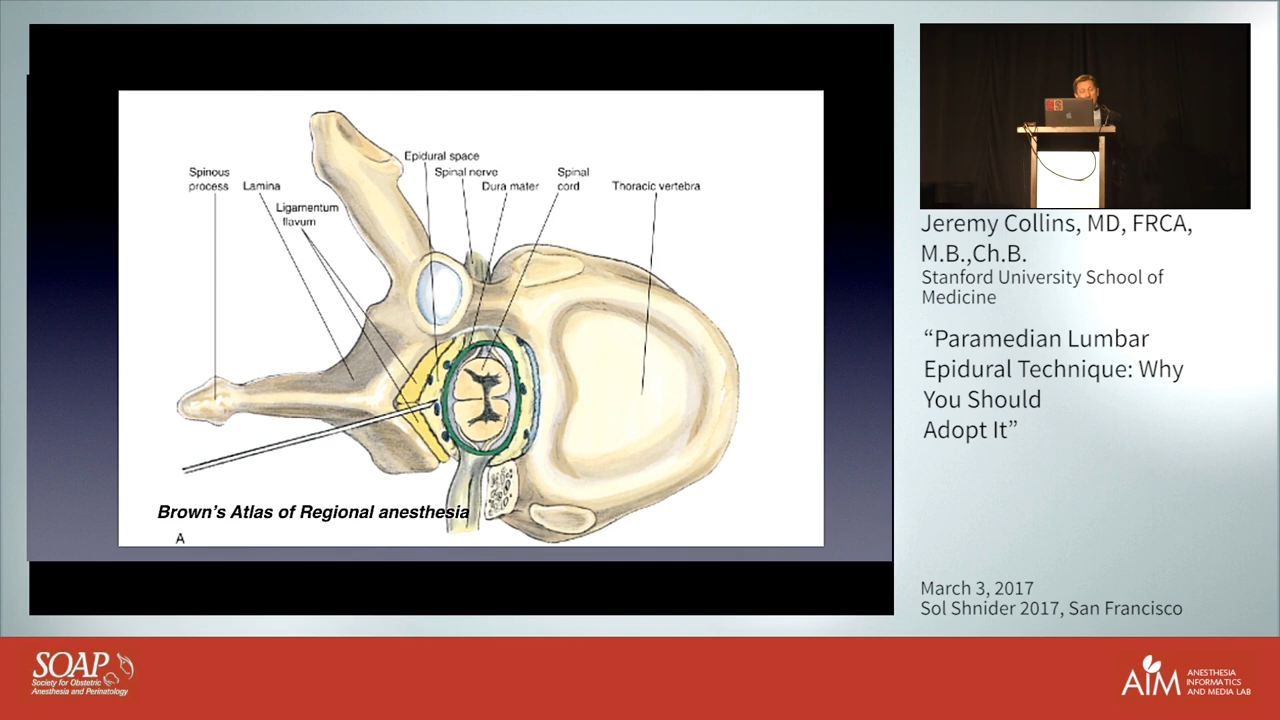 Epidural space
Spinous process
Lamina
Spinal nerve
Dura mater
Spinal cord
Thoracic vertebra
Ligamentum flavum
Brown's Atlas of Regional anesthesia
A
Jeremy Collins, MD, FRCA,
M.B.,Ch.B.
Stanford University School of
Medicine
“Paramedian Lumbar
Epidural Technique: Why
You Should
Adopt It”
March 3, 2017
Sol Shnider 2017, San Francisco
SOAP
Society for Obstetric
Anesthesia and Perinatology
AIM
ANESTHESIA
INFORMATICS
AND MEDIA LAB